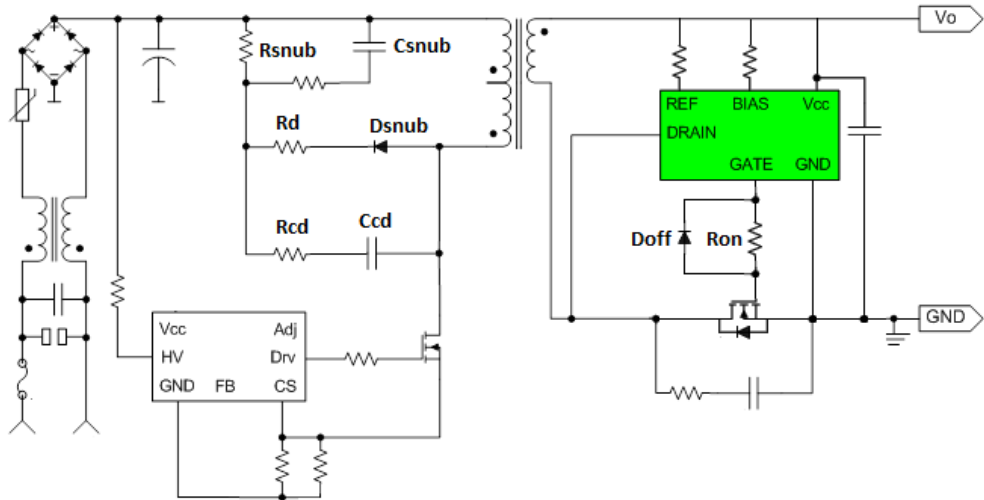 Vo
Rsnub
Csnub
REF BIAS Vcc
DRAIN
GATE GND
Rd
Dsnub
Rcd
Ccd
Doff
Ron
GND
Vcc Adj
HV Drv
GND FB CS